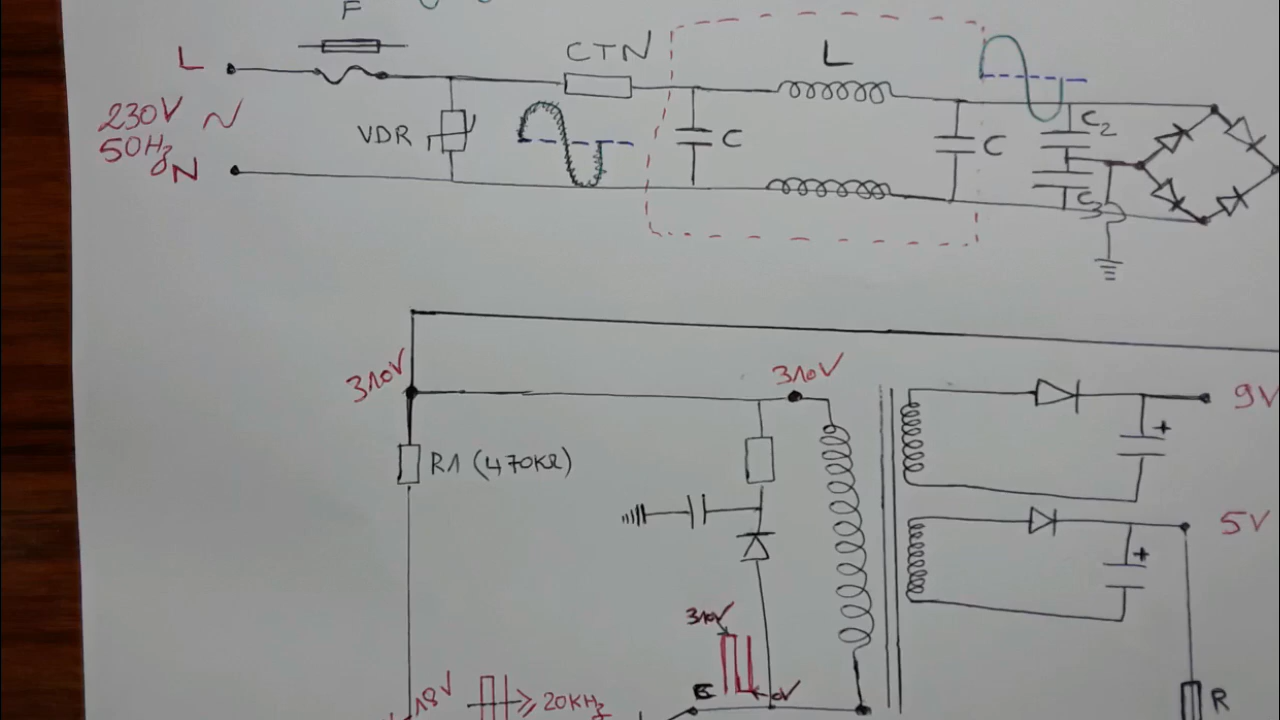 F
L
CTN
L
230V ~
50Hz
VDR
C
C
C2
C3
N
310V
310V
9V
R1 (470KΩ)
+
5V
+
310V
18V
≥ 20KHz
0V
R